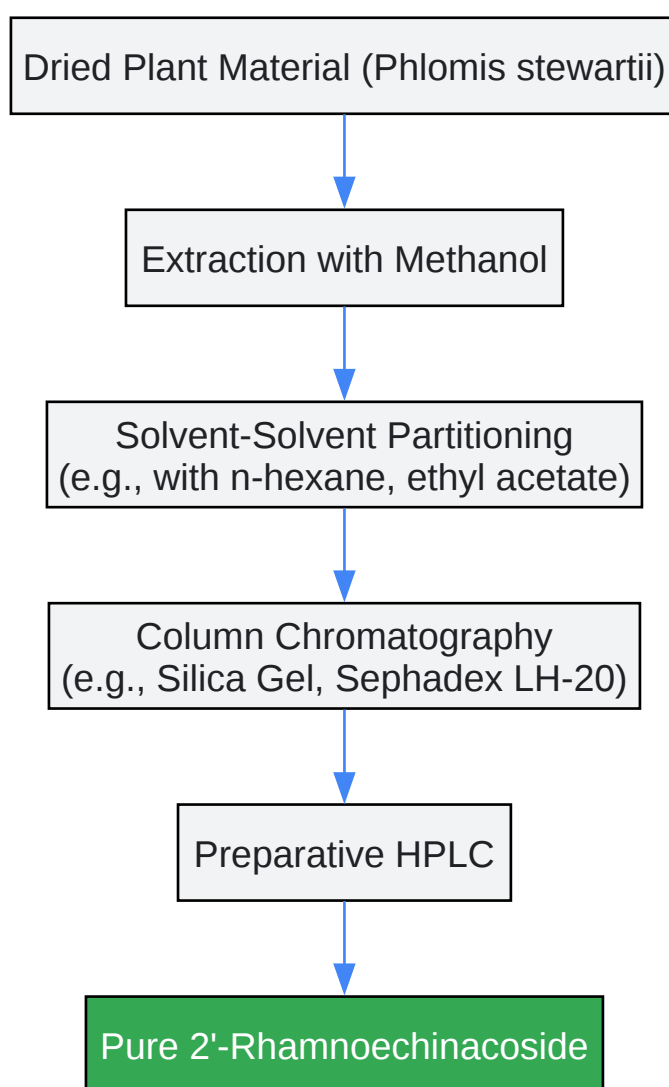 Dried Plant Material (Phlomis stewartii)
Extraction with Methanol
Solvent-Solvent Partitioning
(e.g., with n-hexane, ethyl acetate)
Column Chromatography
(e.g., Silica Gel, Sephadex LH-20)
Preparative HPLC
Pure 2'-Rhamnoechinacoside